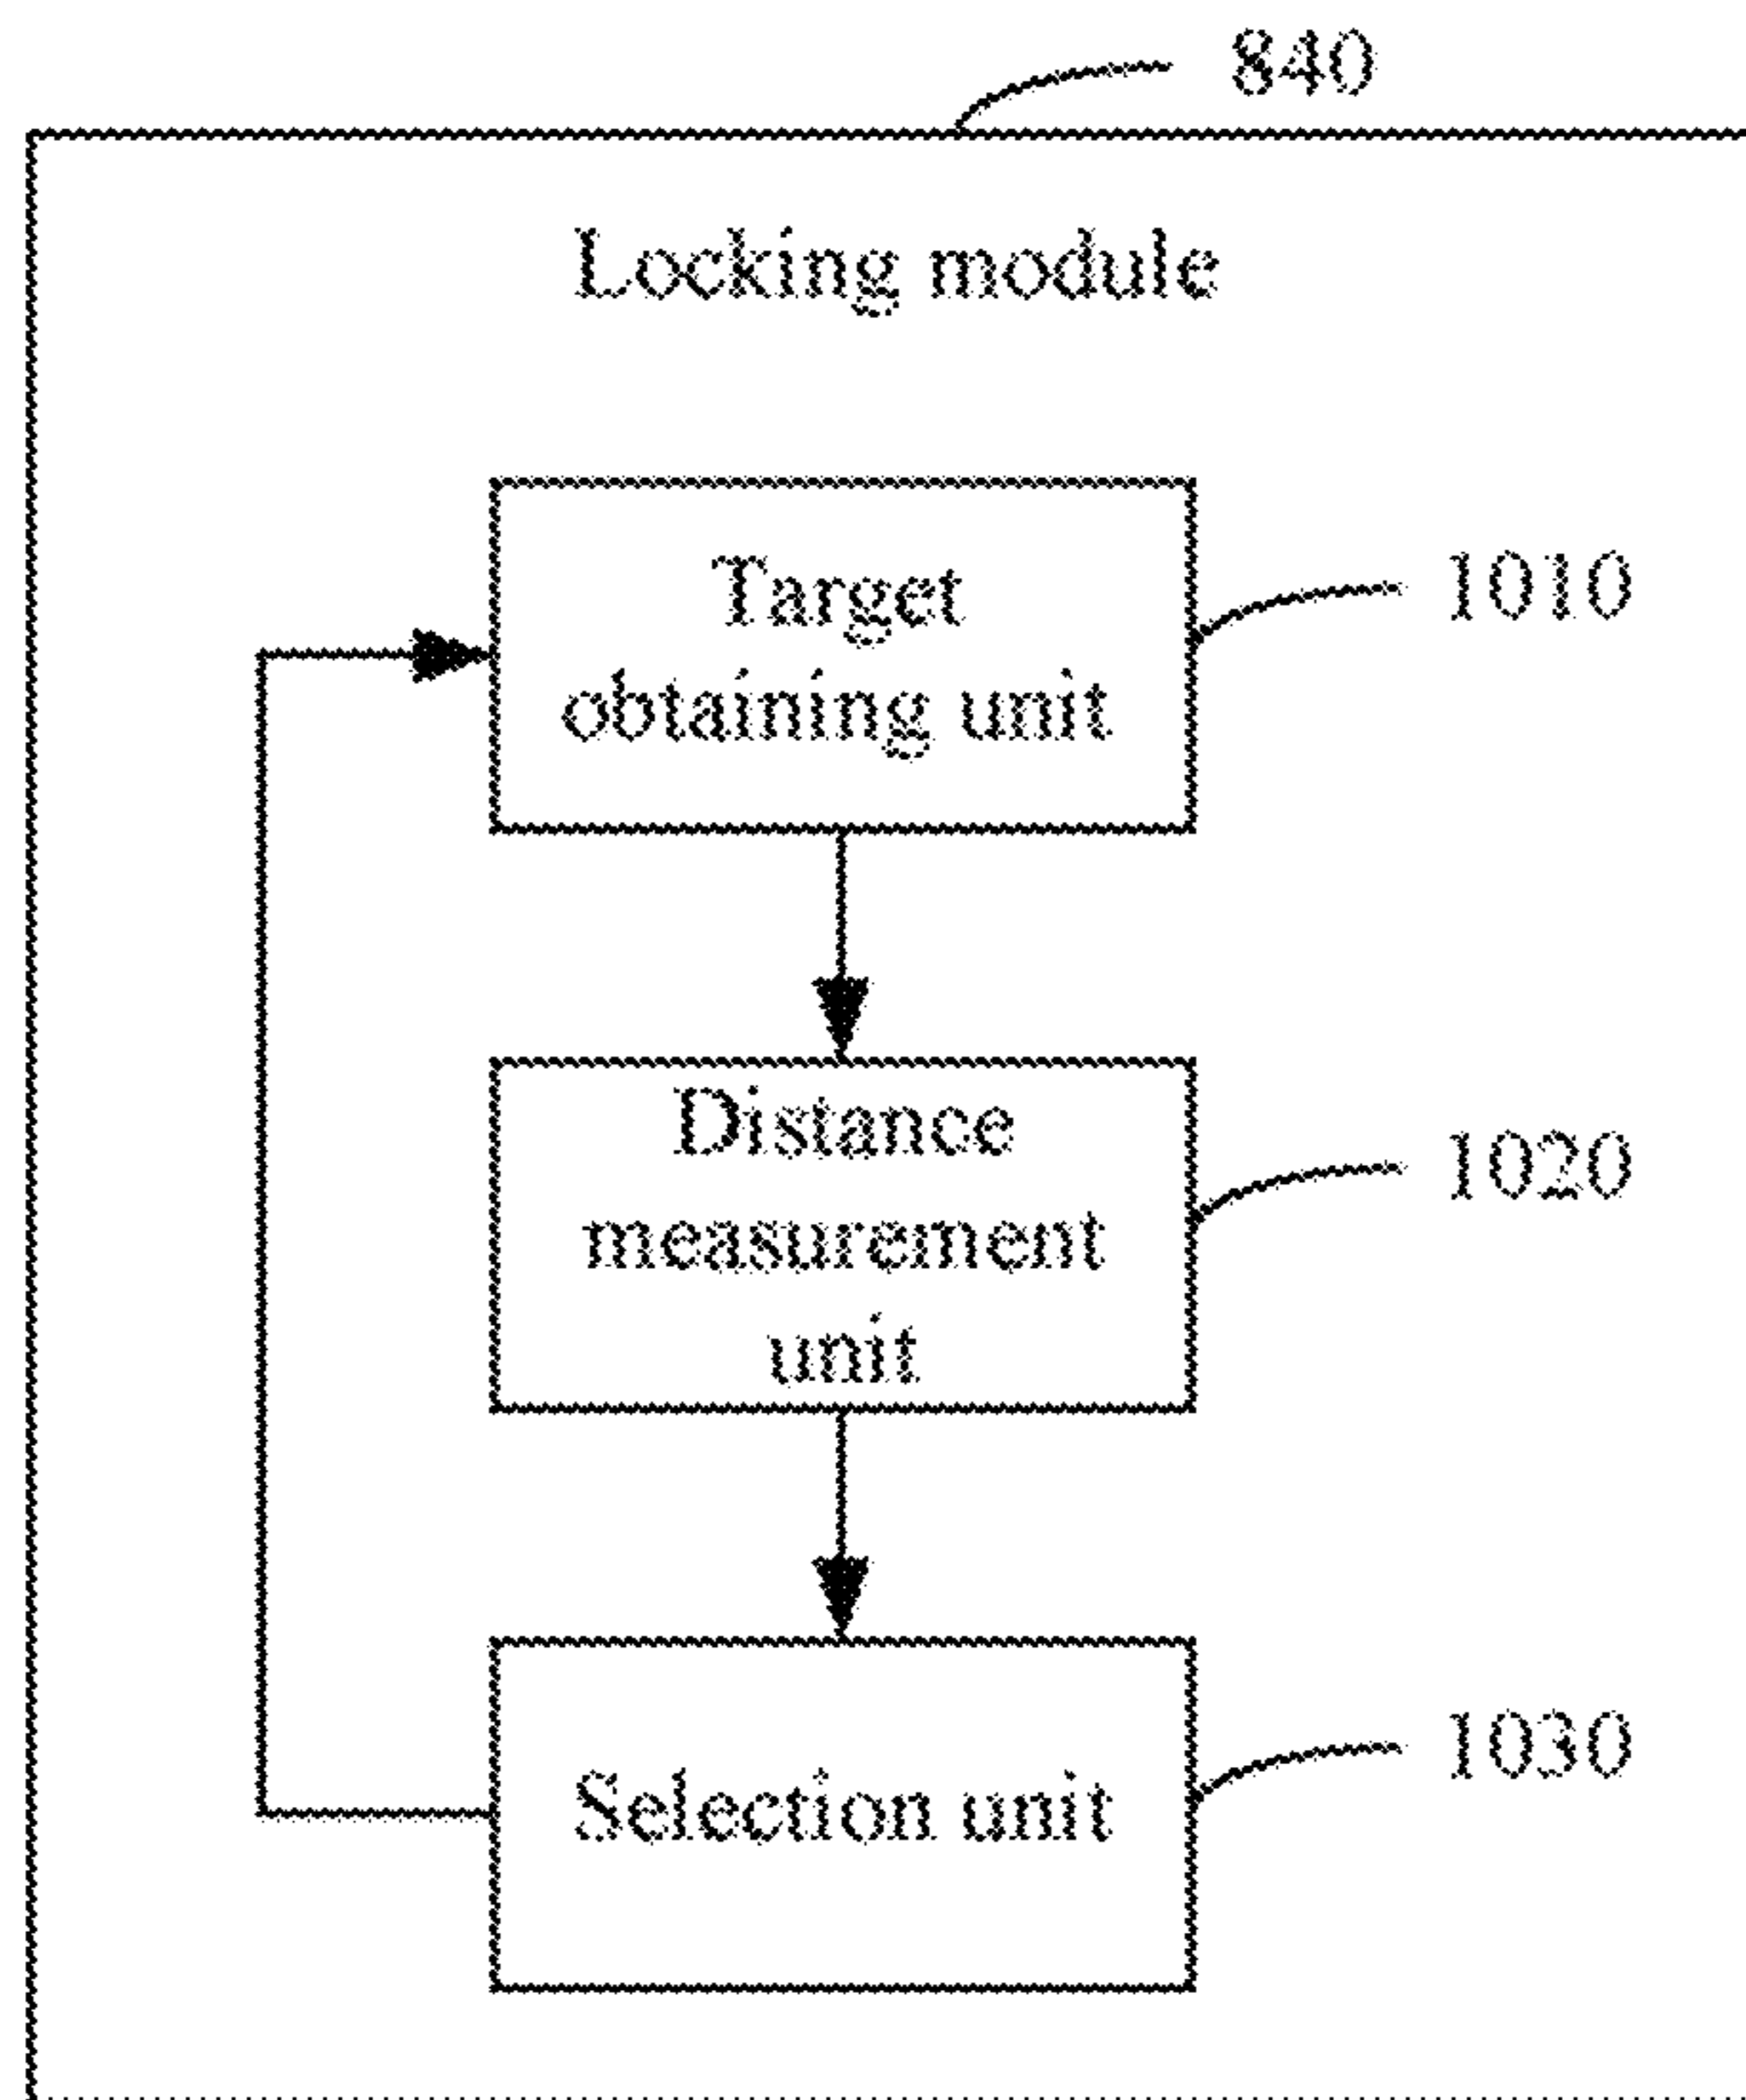 840
Locking module
Target
obtaining unit
1010
Distance
measurement
unit
1020
Selection unit
1030